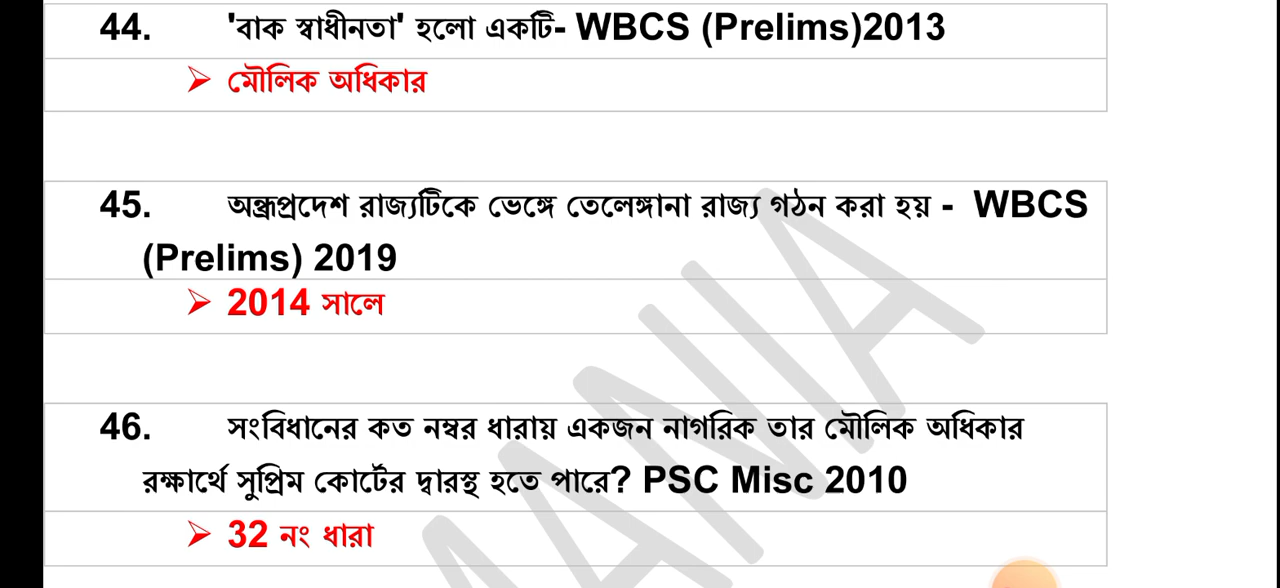 44. 'বাক স্বাধীনতা' হলো একটি- WBCS (Prelims)2013
➢ মৌলিক অধিকার
45. অন্ধ্রপ্রদেশ রাজ্যটিকে ভেঙ্গে তেলেঙ্গানা রাজ্য গঠন করা হয় - WBCS
(Prelims) 2019
➢ 2014 সালে
46. সংবিধানের কত নম্বর ধারায় একজন নাগরিক তার মৌলিক অধিকার
রক্ষার্থে সুপ্রিম কোর্টের দ্বারস্থ হতে পারে? PSC Misc 2010
➢ 32 নং ধারা